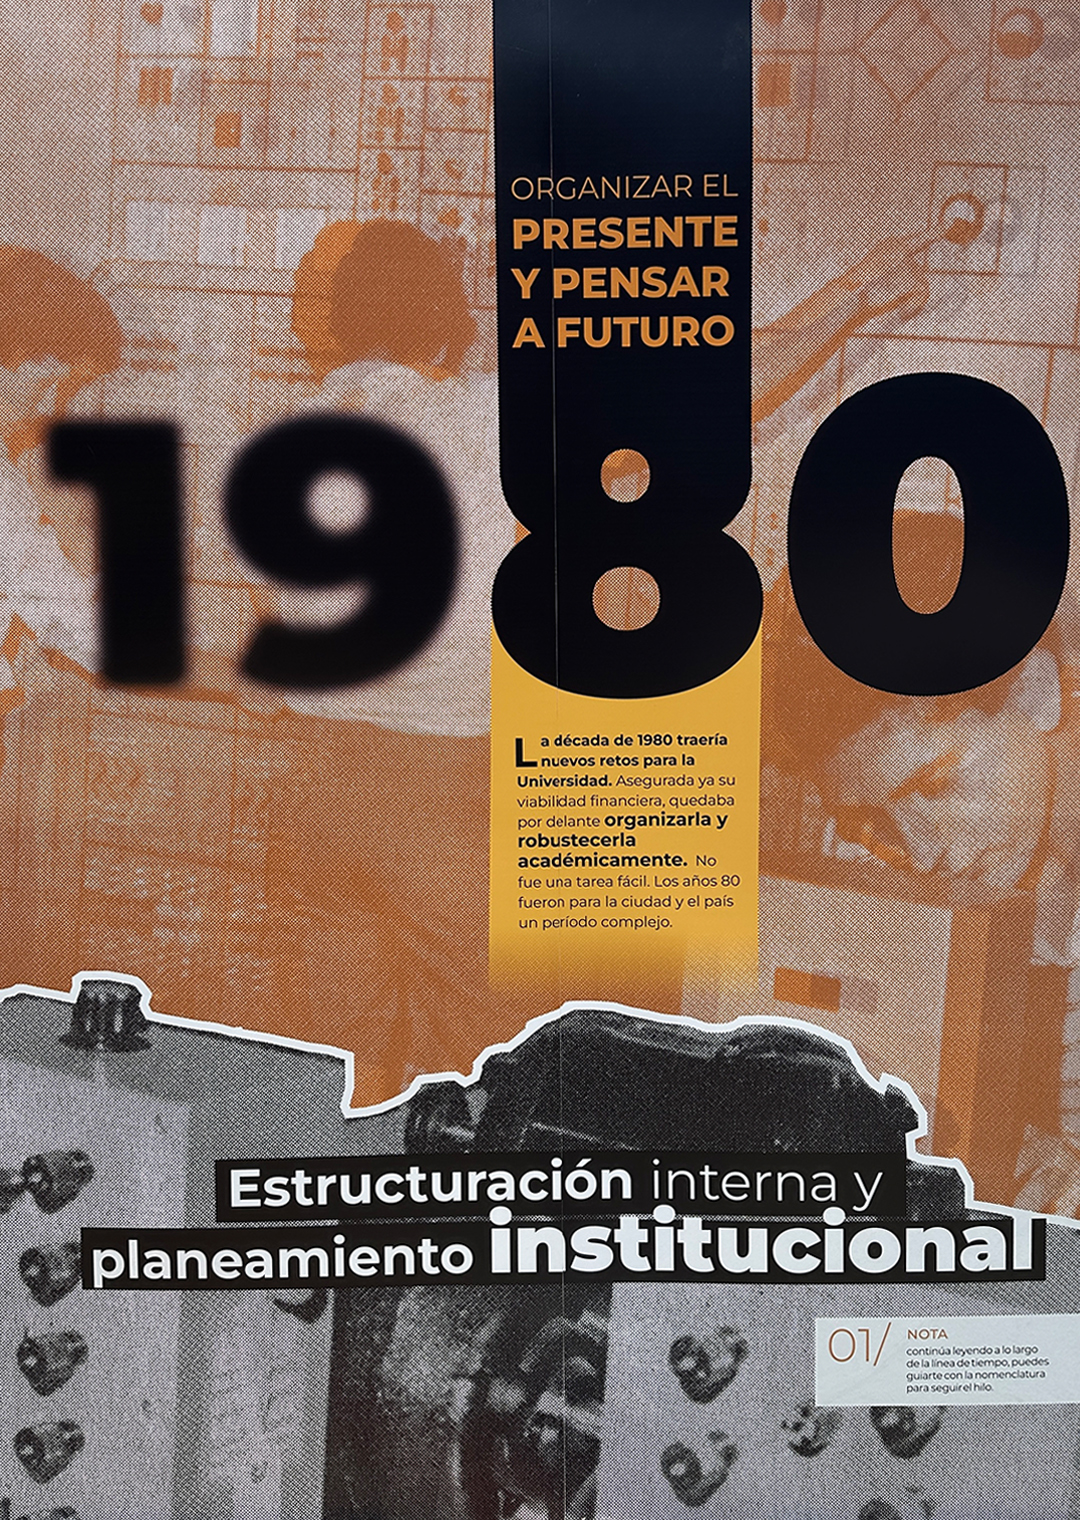 ORGANIZAR EL
PRESENTE
Y PENSAR
A FUTURO
1980
La década de 1980 traería
nuevos retos para la
Universidad. Asegurada ya su
viabilidad financiera, quedaba
por delante organizarla y
robustecerla
académicamente. No
fue una tarea fácil. Los años 80
fueron para la ciudad y el país
un período complejo.
Estructuración interna y
planeamiento institucional
01/ NOTA
continúa leyendo a lo largo
de la línea de tiempo, puedes
guiarte con la nomenclatura
para seguir el hilo.